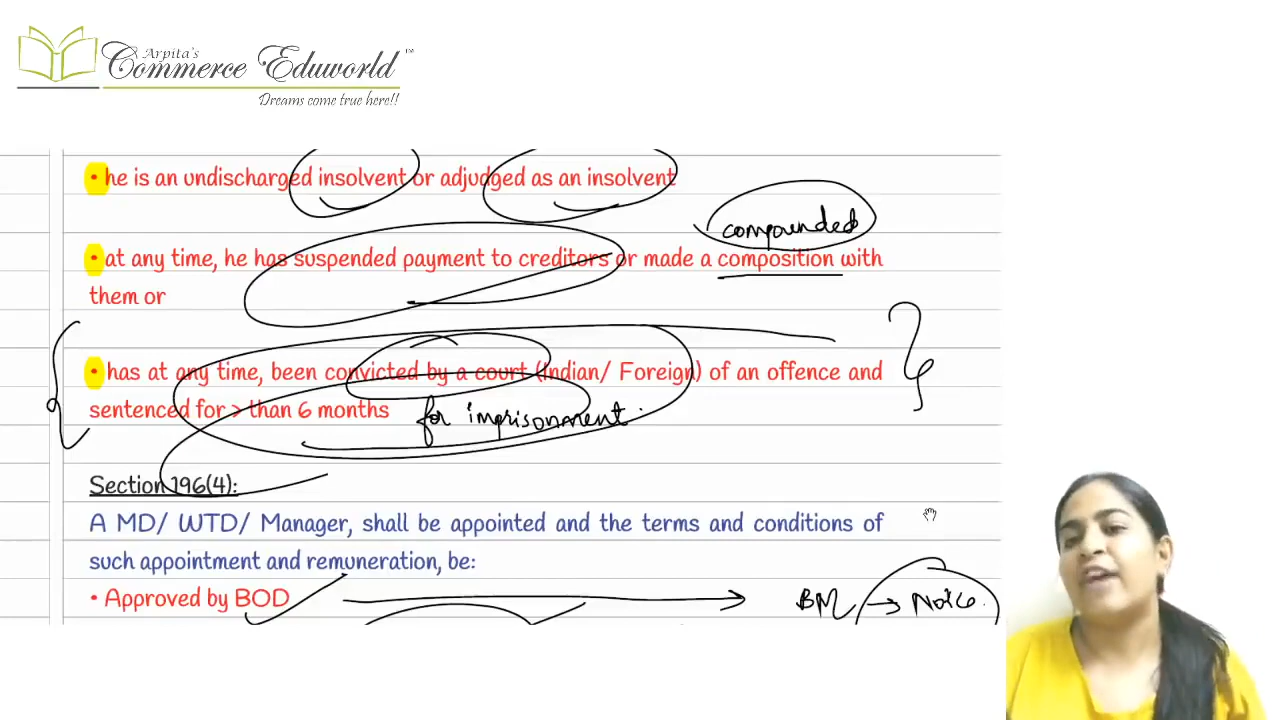 Arpita's
Commerce Eduworld™
Dreams come true here!!
• he is an undischarged insolvent or adjudged as an insolvent
compounded
• at any time, he has suspended payment to creditors or made a composition with
them or
• has at any time, been convicted by a court (Indian/ Foreign) of an offence and
sentenced for > than 6 months for imprisonment.
Section 196(4):
A MD/ WTD/ Manager, shall be appointed and the terms and conditions of
such appointment and remuneration, be:
• Approved by BOD → BM → Notice.